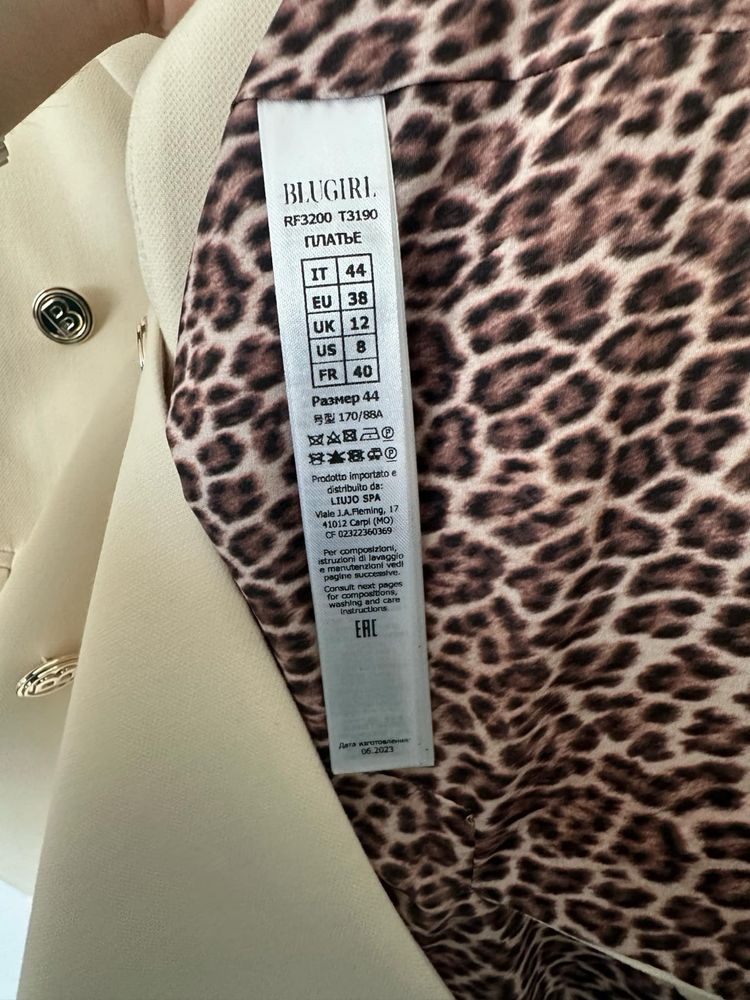 BLUGIRL
RF3200 T3190
ПЛАТЬЕ
IT 44
EU 38
UK 12
US 8
FR 40
Размер 44
号型 170/88A
Prodotto importato e
distribuito da:
LIUJO SPA
Viale J.A.Fleming, 17
41012 Carpi (MO)
CF 02322360369
Per composizioni,
istruzioni di lavaggio
e manutenzioni vedi
pagine successive.
Consult next pages
for compositions,
washing and care
instructions.
EAC
Дата изготовления:
06.2023
B